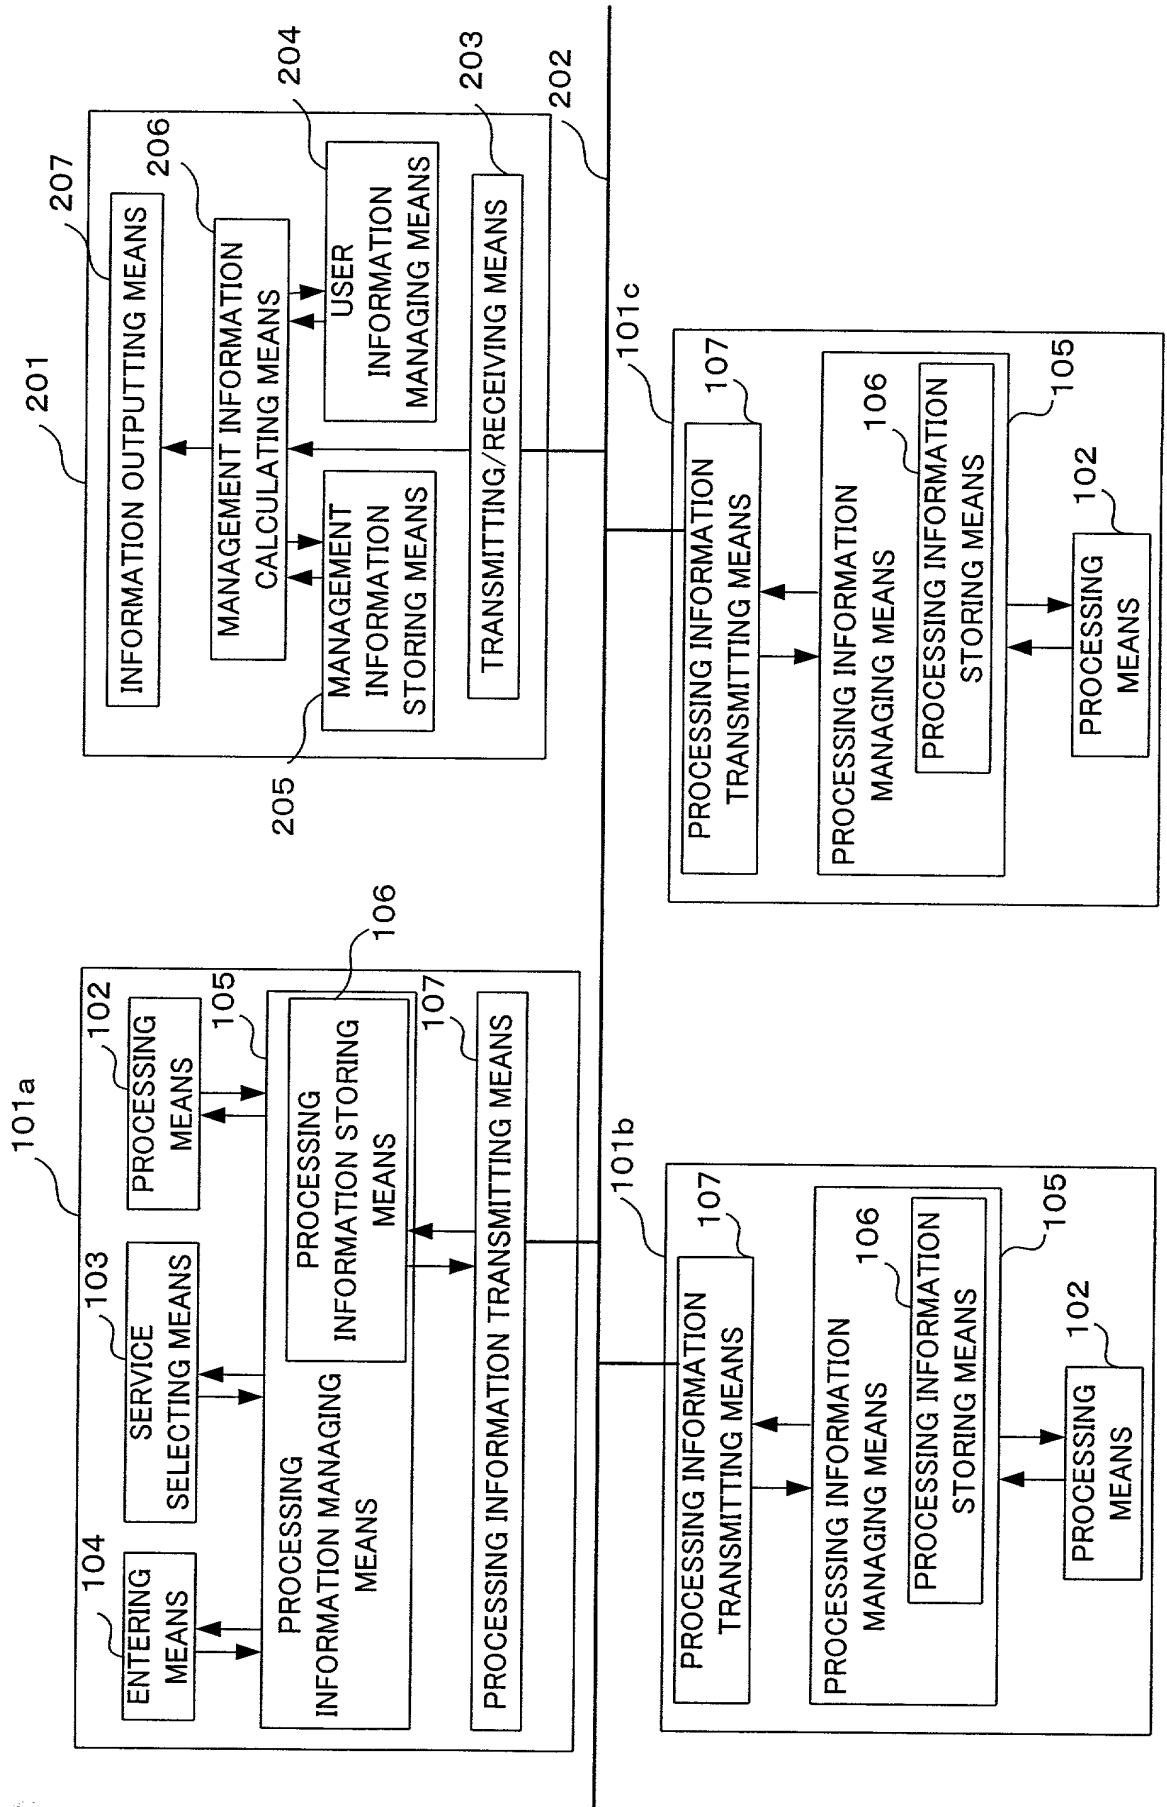 101a
104
ENTERING
MEANS
103
SERVICE
SELECTING MEANS
102
PROCESSING
MEANS
105
PROCESSING
INFORMATION MANAGING
MEANS
PROCESSING
INFORMATION STORING
MEANS
106
107
PROCESSING INFORMATION TRANSMITTING MEANS
201
207
INFORMATION OUTPUTTING MEANS
206
MANAGEMENT INFORMATION
CALCULATING MEANS
205
MANAGEMENT
INFORMATION
STORING MEANS
204
USER
INFORMATION
MANAGING MEANS
203
TRANSMITTING/RECEIVING MEANS
202
101b
107
PROCESSING INFORMATION
TRANSMITTING MEANS
PROCESSING INFORMATION
MANAGING MEANS
106
PROCESSING INFORMATION
STORING MEANS
105
102
PROCESSING
MEANS
101c
107
PROCESSING INFORMATION
TRANSMITTING MEANS
PROCESSING INFORMATION
MANAGING MEANS
106
PROCESSING INFORMATION
STORING MEANS
105
102
PROCESSING
MEANS